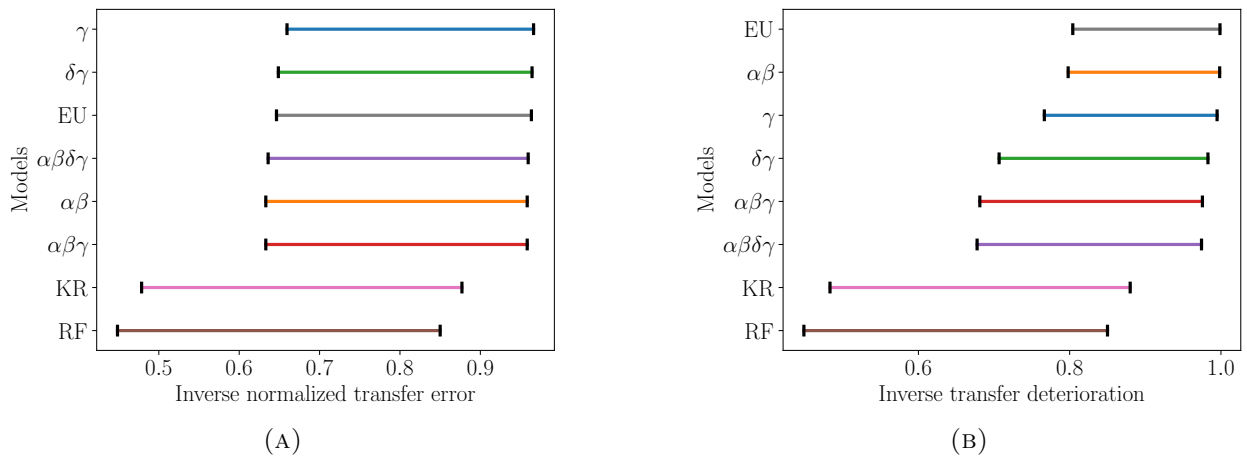 Models
γ
δγ
EU
αβδγ
αβ
αβγ
KR
RF
0.5 0.6 0.7 0.8 0.9
Inverse normalized transfer error
(A)
Models
EU
αβ
γ
δγ
αβγ
αβδγ
KR
RF
0.6 0.8 1.0
Inverse transfer deterioration
(B)